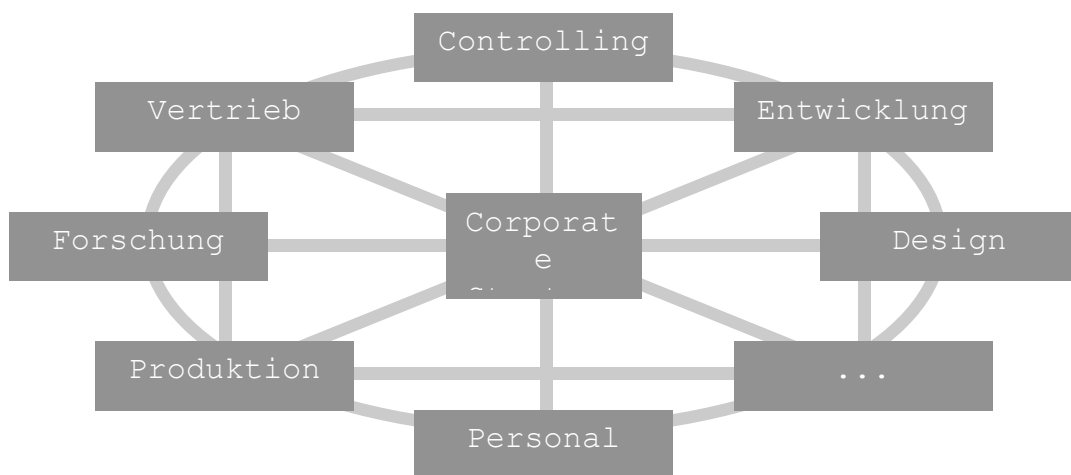 Controlling
Vertrieb
Entwicklung
Corporat
e
Forschung
Design
Produktion
...
Personal